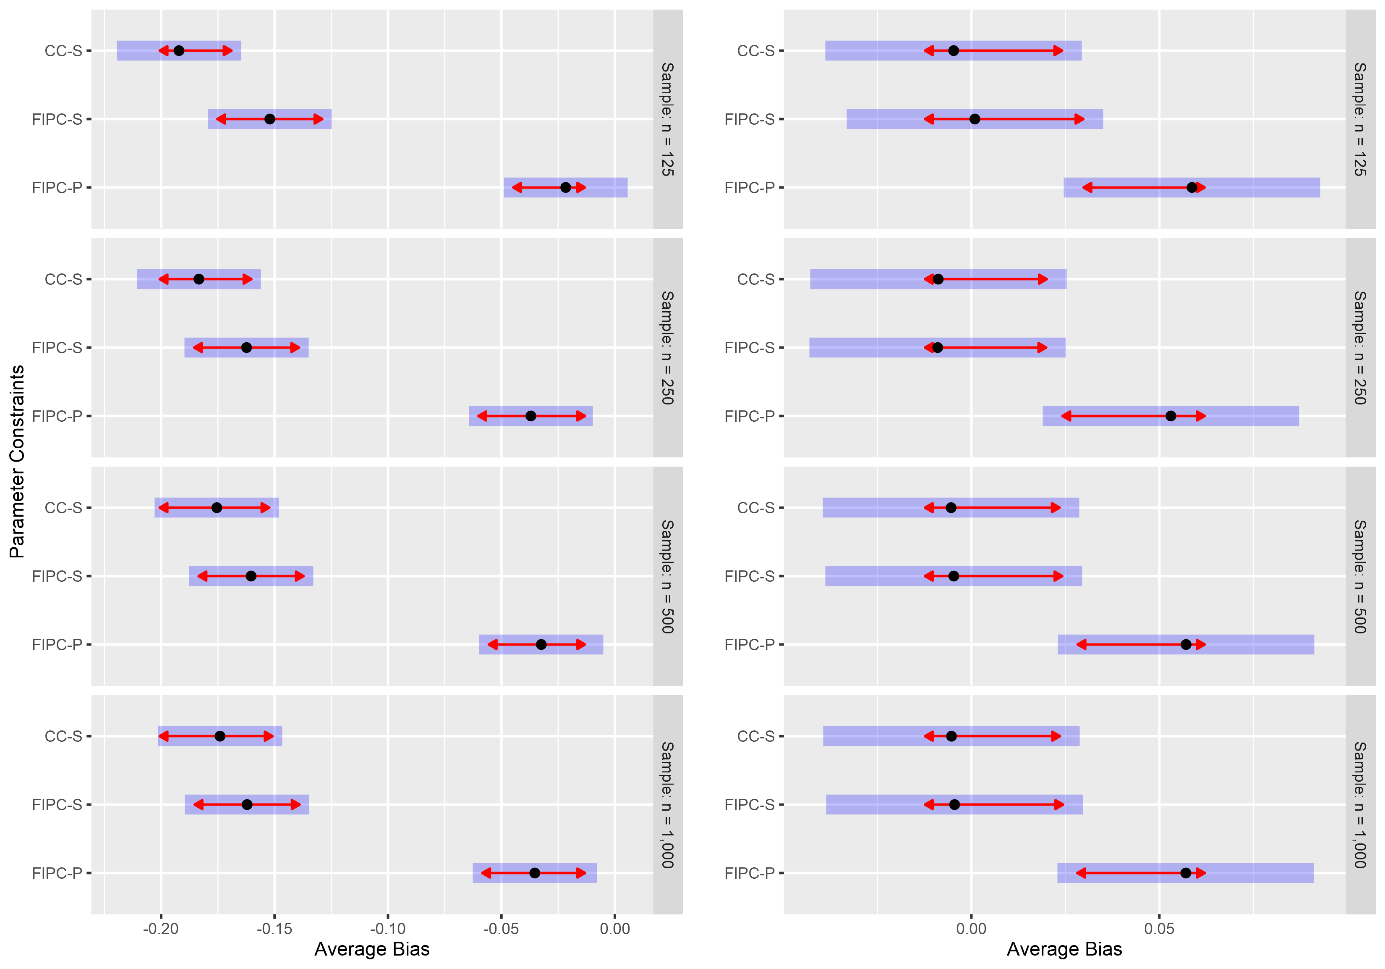 Parameter Constraints
CC-S
FIPC-S
FIPC-P
Sample: n = 125
CC-S
FIPC-S
FIPC-P
Sample: n = 250
CC-S
FIPC-S
FIPC-P
Sample: n = 500
CC-S
FIPC-S
FIPC-P
Sample: n = 1,000
-0.20 -0.15 -0.10 -0.05 0.00
Average Bias
CC-S
FIPC-S
FIPC-P
Sample: n = 125
CC-S
FIPC-S
FIPC-P
Sample: n = 250
CC-S
FIPC-S
FIPC-P
Sample: n = 500
CC-S
FIPC-S
FIPC-P
Sample: n = 1,000
0.00 0.05
Average Bias